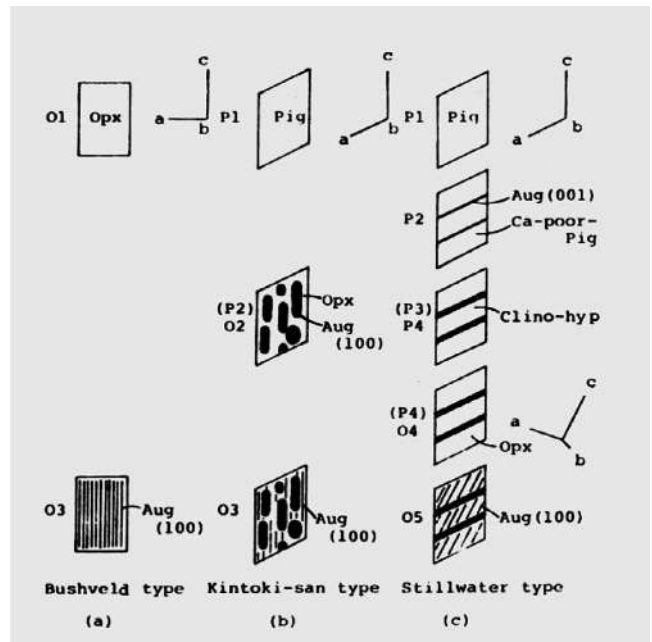 c c c
O1 Opx a b P1 Pig a b P1 Pig a b
P2 Aug(001)
Ca-poor-
Pig
(P2) Opx
O2 Aug
(100)
(P3)
P4 Clino-hyp
(P4)
O4 Opx
c
a
b
O3 Aug
(100)
O3 Aug
(100)
O5 Aug(100)
Bushveld type Kintoki-san type Stillwater type
(a) (b) (c)